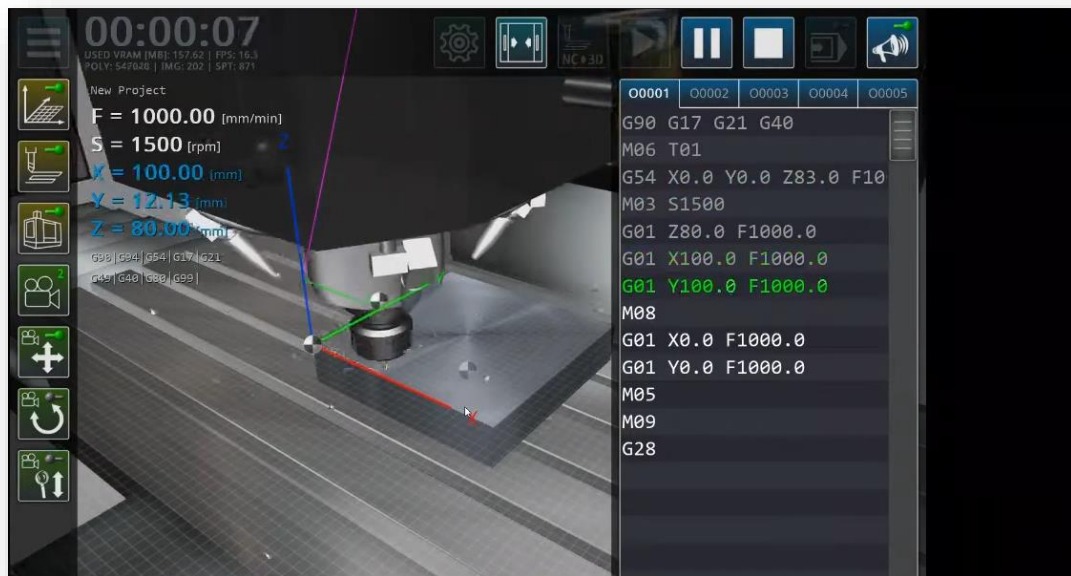 00:00:07
USED VRAM [MB]: 157.62 | FPS: 16.3
POLY: 547628 | IMG: 202 | SPT: 871
NC 3D
New Project
F = 1000.00 [mm/min]
S = 1500 [rpm]
X = 100.00 [mm]
Y = 12.13 [mm]
Z = 80.00 [mm]
G90|G94|G54|G17|G21
G49|G40|G80|G99|
2
Z
Y
X
O0001 O0002 O0003 O0004 O0005
G90 G17 G21 G40
M06 T01
G54 X0.0 Y0.0 Z83.0 F10
M03 S1500
G01 Z80.0 F1000.0
G01 X100.0 F1000.0
G01 Y100.0 F1000.0
M08
G01 X0.0 F1000.0
G01 Y0.0 F1000.0
M05
M09
G28